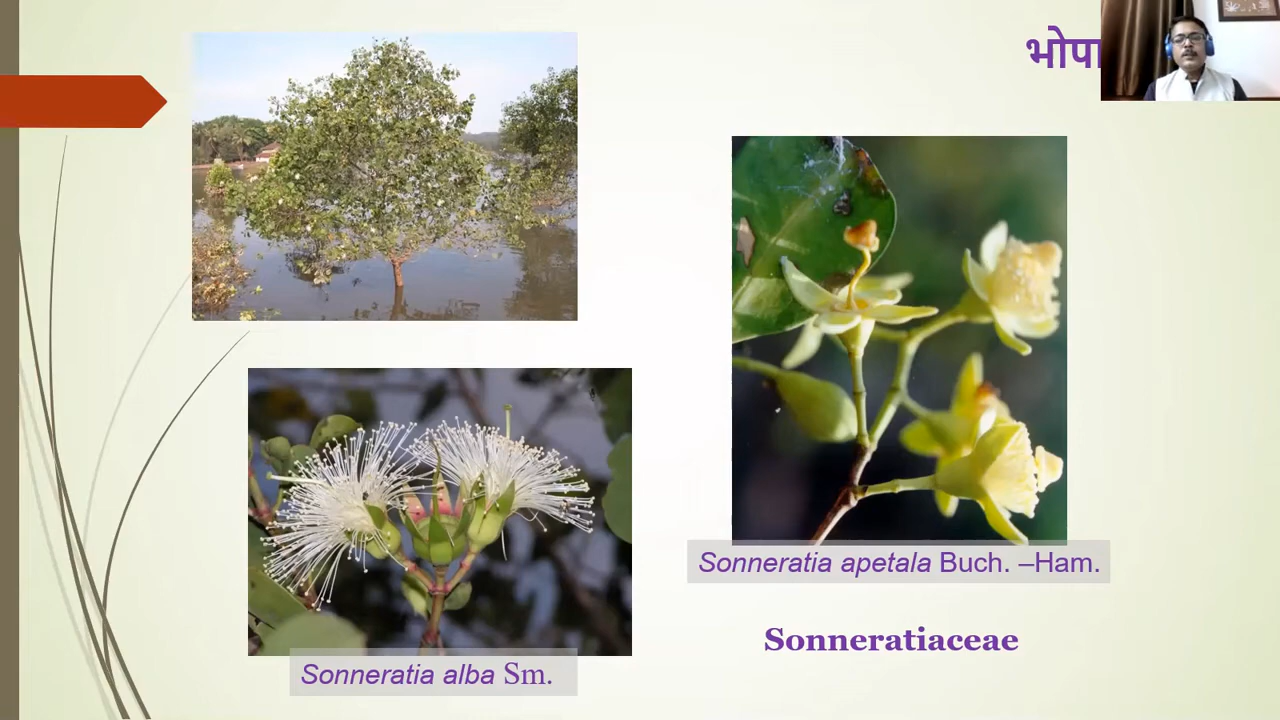 Sonneratia apetala Buch. –Ham.
Sonneratiaceae
Sonneratia alba Sm.